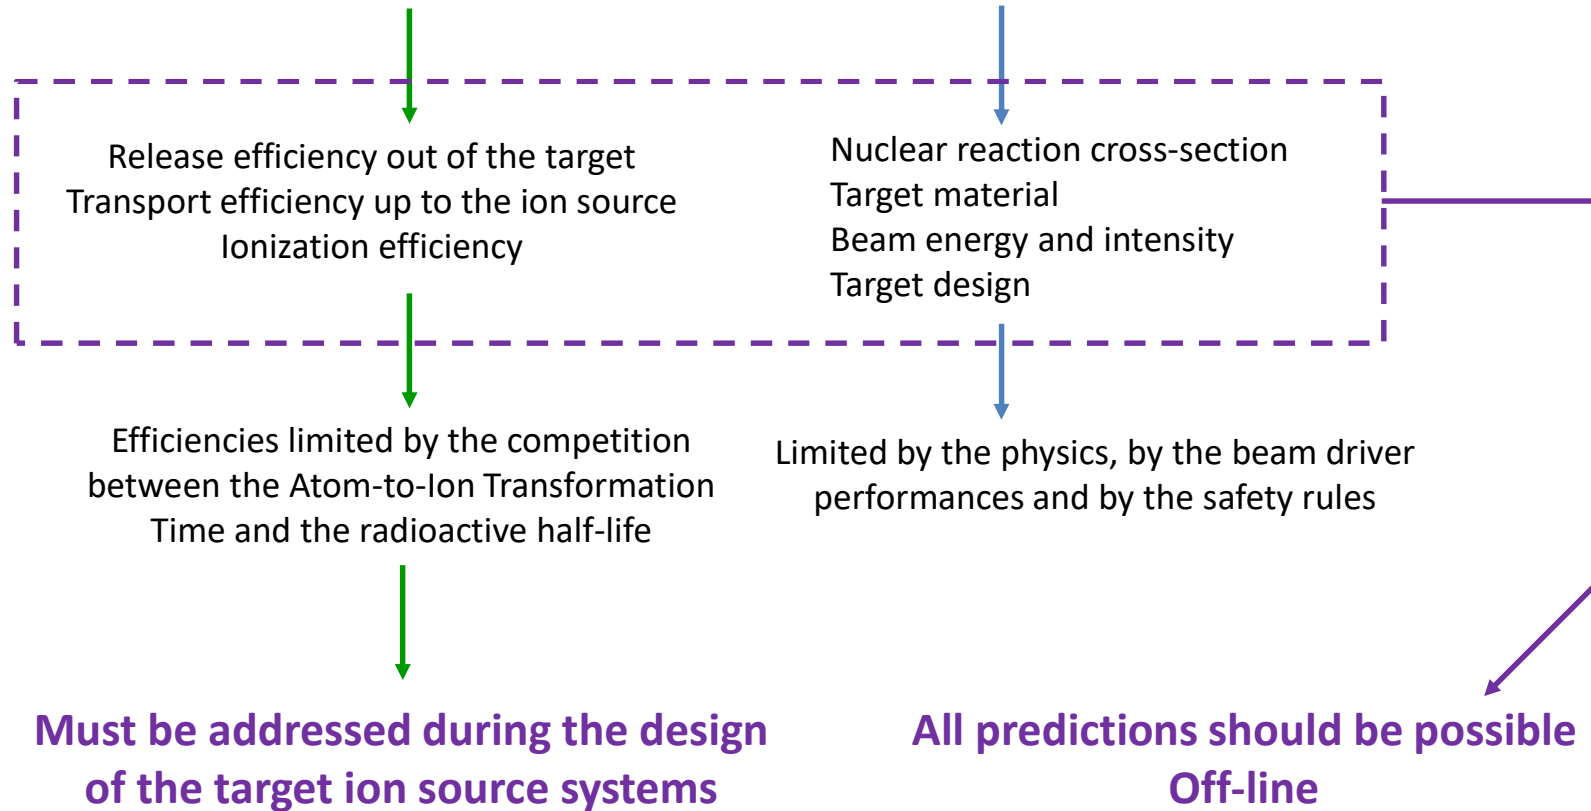 Release efficiency out of the target
Transport efficiency up to the ion source
Ionization efficiency
Nuclear reaction cross-section
Target material
Beam energy and intensity
Target design
Efficiencies limited by the competition
between the Atom-to-Ion Transformation
Time and the radioactive half-life
Limited by the physics, by the beam driver
performances and by the safety rules
Must be addressed during the design
of the target ion source systems
All predictions should be possible
Off-line